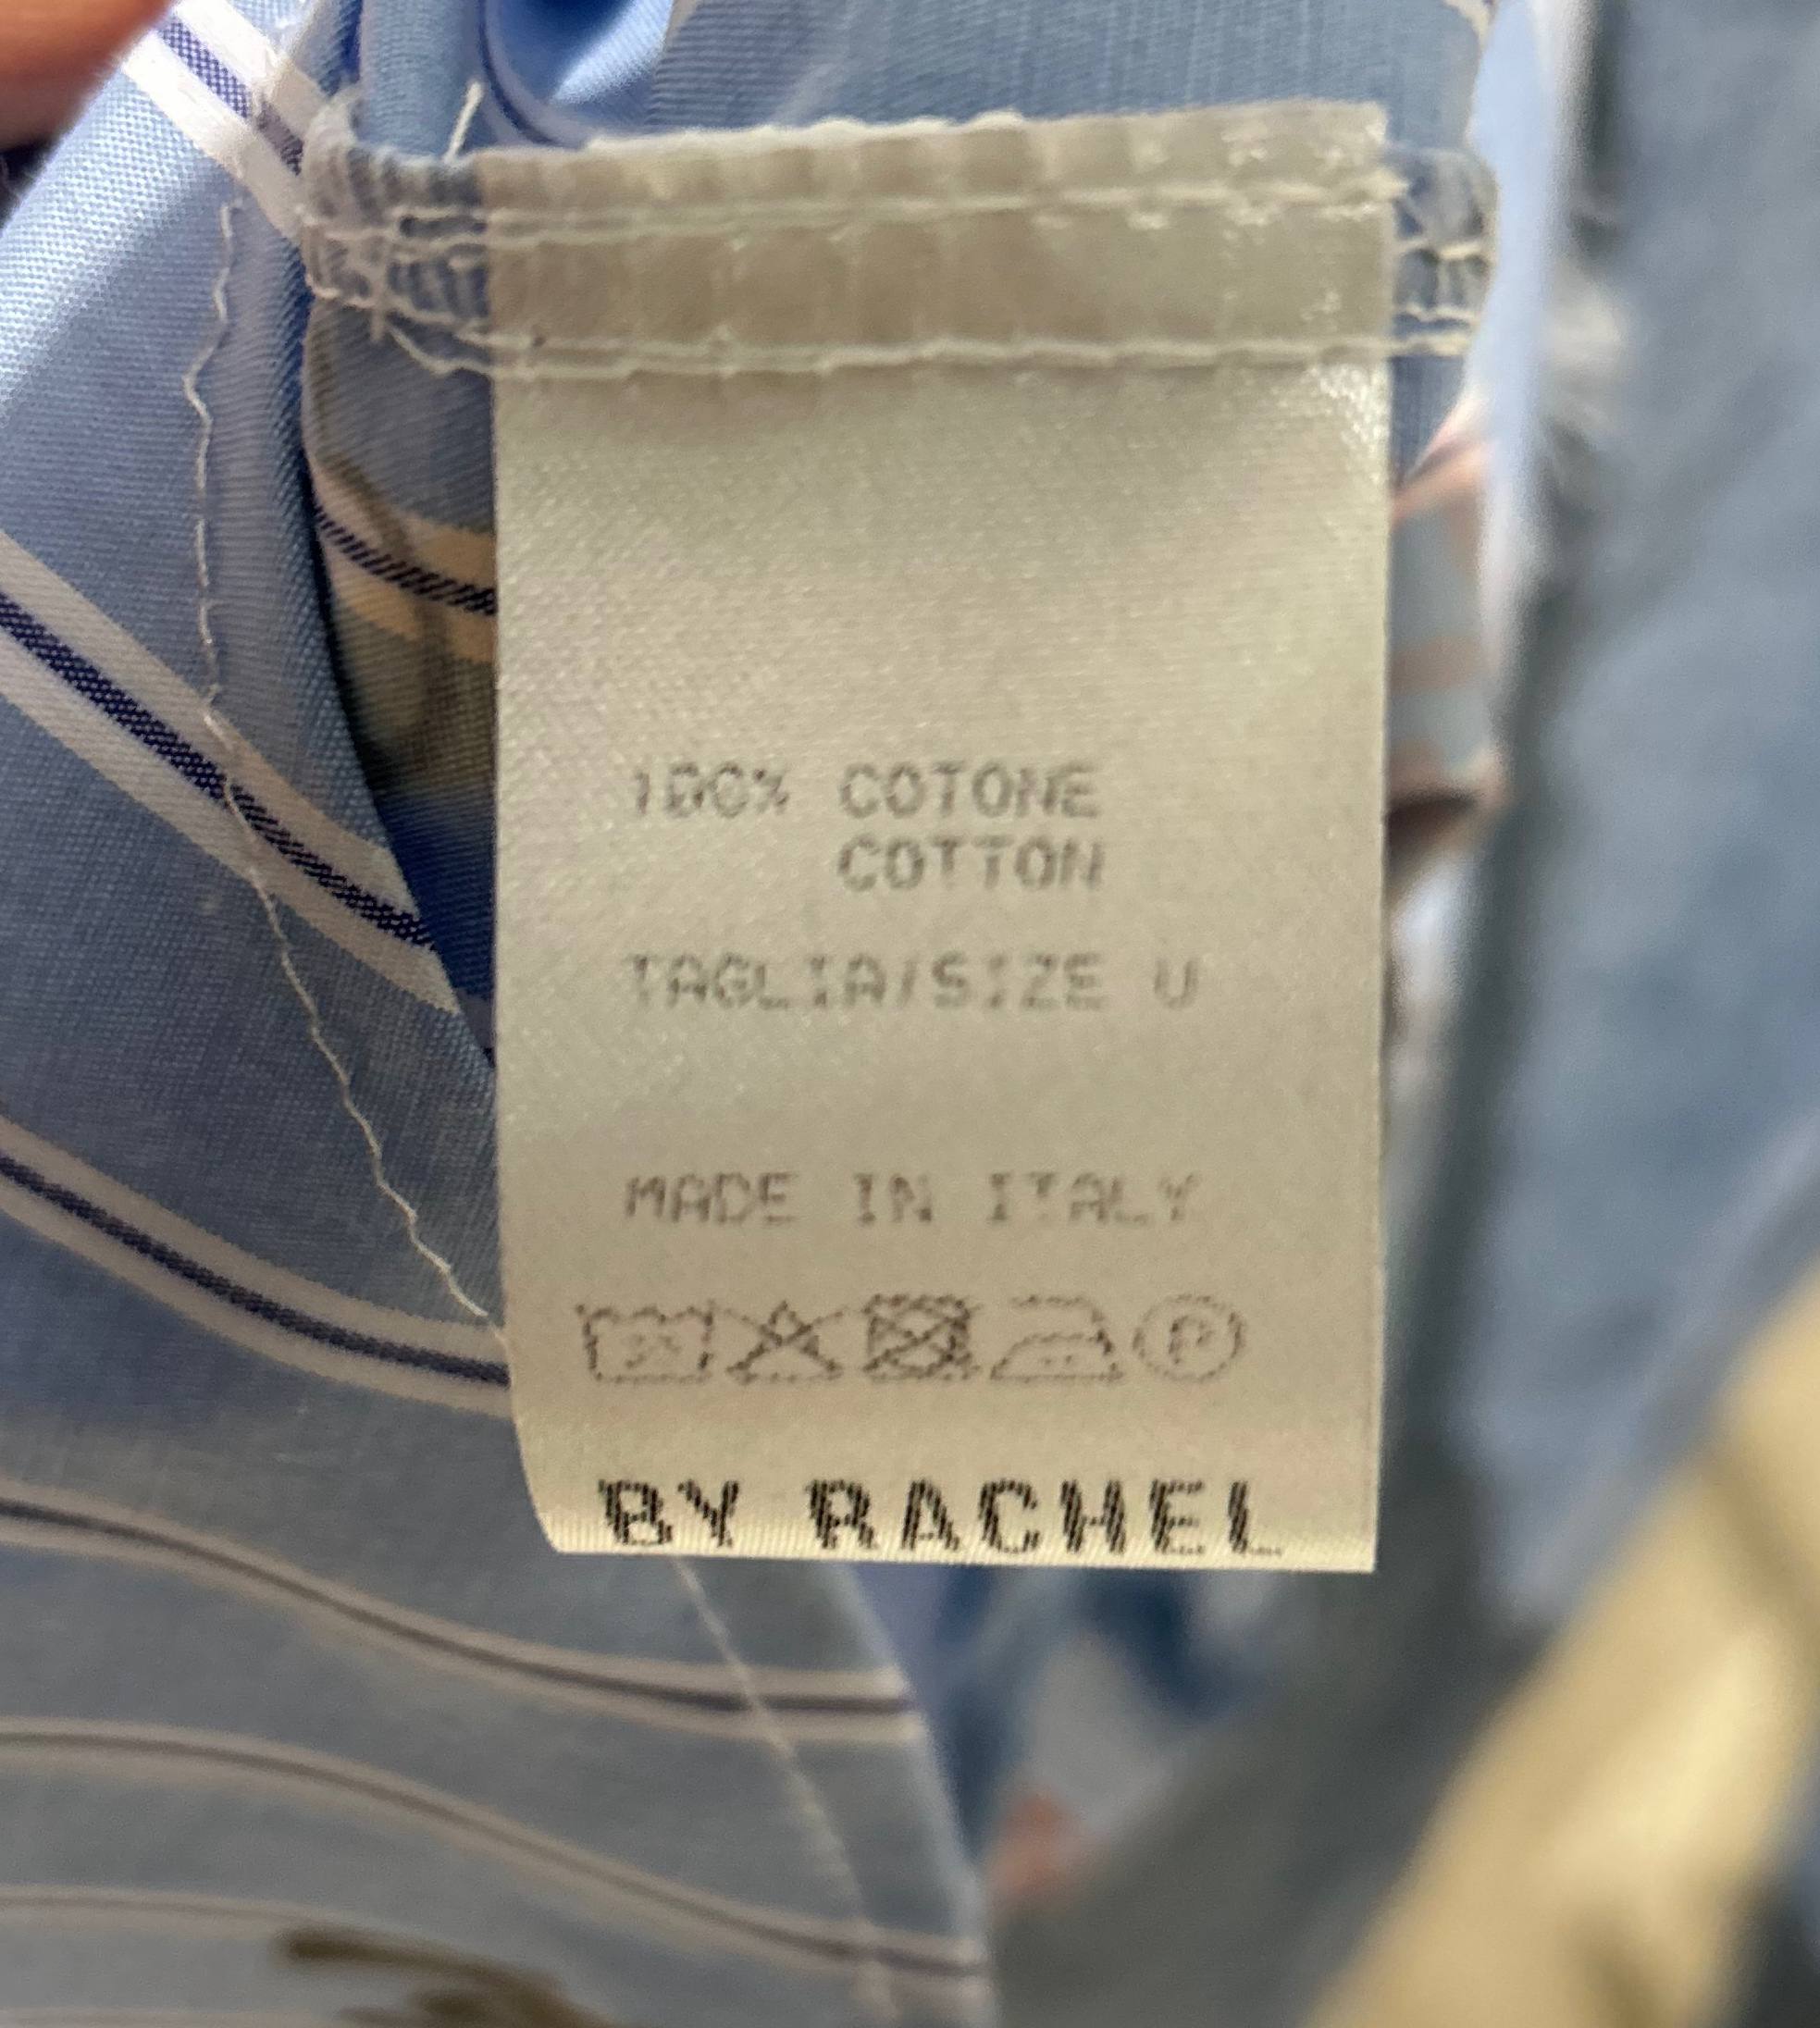 100% COTONE
COTTON
TAGLIA/SIZE U
MADE IN ITALY
P
BY RACHEL